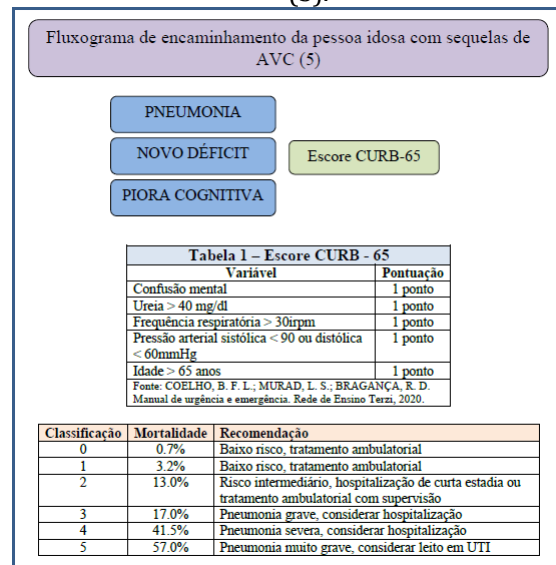 (5).
Fluxograma de encaminhamento da pessoa idosa com sequelas de
AVC (5)
PNEUMONIA
NOVO DÉFICIT
Escore CURB-65
PIORA COGNITIVA
Tabela 1 – Escore CURB - 65
Variável Pontuação
Confusão mental 1 ponto
Ureia > 40 mg/dl 1 ponto
Frequência respiratória > 30irpm 1 ponto
Pressão arterial sistólica < 90 ou distólica 1 ponto
< 60mmHg
Idade > 65 anos 1 ponto
Fonte: COELHO, B. F. L.; MURAD, L. S.; BRAGANÇA, R. D.
Manual de urgência e emergência. Rede de Ensino Terzi, 2020.
Classificação Mortalidade Recomendação
0 0.7% Baixo risco, tratamento ambulatorial
1 3.2% Baixo risco, tratamento ambulatorial
2 13.0% Risco intermediário, hospitalização de curta estadia ou
tratamento ambulatorial com supervisão
3 17.0% Pneumonia grave, considerar hospitalização
4 41.5% Pneumonia severa, considerar hospitalização
5 57.0% Pneumonia muito grave, considerar leito em UTI